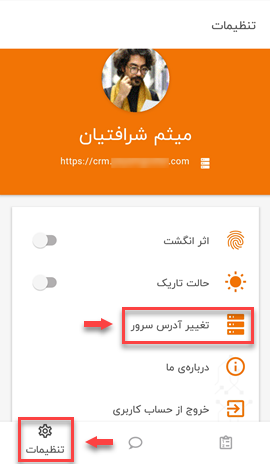 تنظیمات
میثم شرافتیان
https://crm. .com
اثر انگشت
حالت تاریک
تغییر آدرس سرور
درباره‌ی ما
خروج از حساب کاربری
تنظیمات